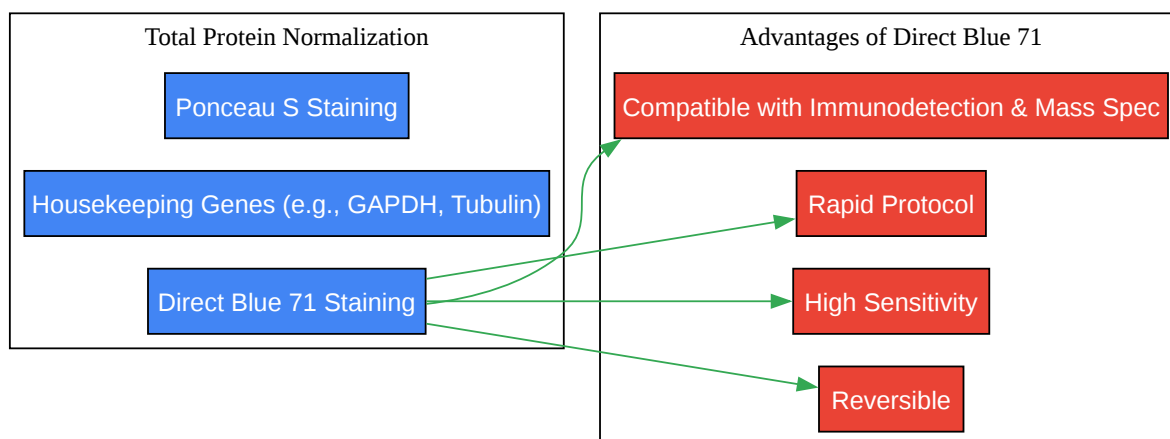 Total Protein Normalization
Ponceau S Staining
Housekeeping Genes (e.g., GAPDH, Tubulin)
Direct Blue 71 Staining
Advantages of Direct Blue 71
Compatible with Immunodetection & Mass Spec
Rapid Protocol
High Sensitivity
Reversible